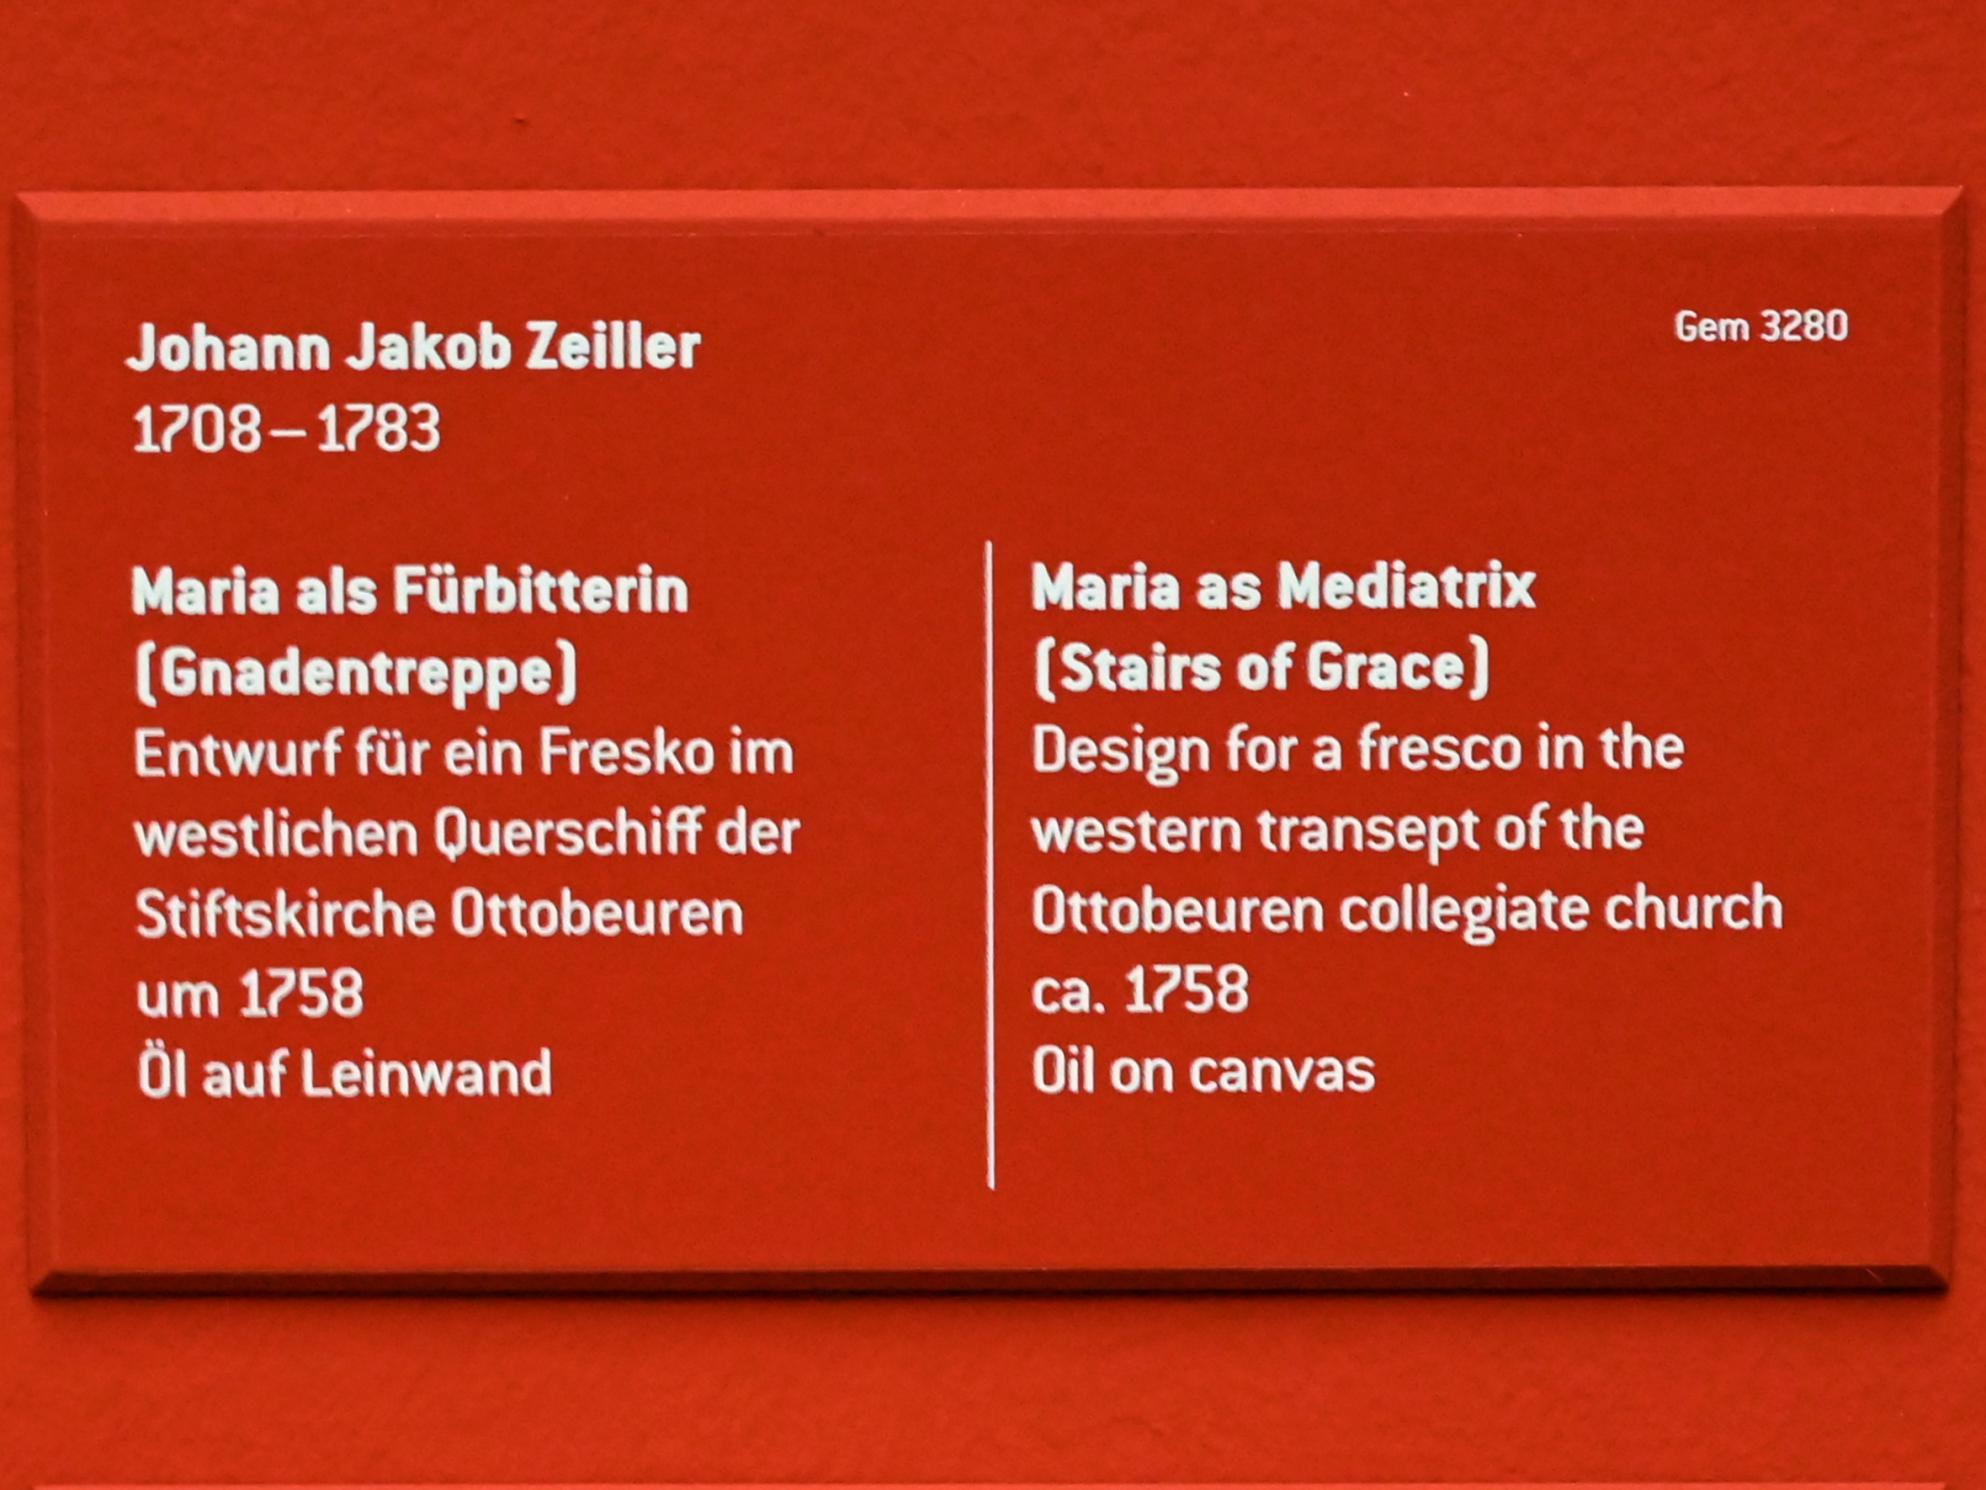 Johann Jakob Zeiller
1708 – 1783
Gem 3280
Maria als Fürbitterin
(Gnadentreppe)
Entwurf für ein Fresko im
westlichen Querschiff der
Stiftskirche Ottobeuren
um 1758
Öl auf Leinwand
Maria as Mediatrix
(Stairs of Grace)
Design for a fresco in the
western transept of the
Ottobeuren collegiate church
ca. 1758
Oil on canvas